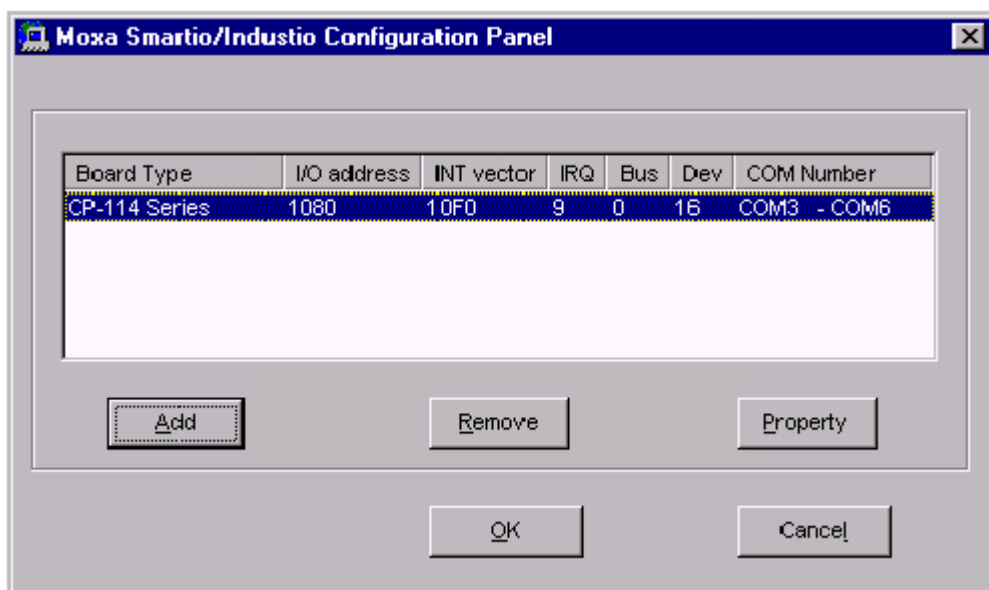 Moxa Smartio/Industio Configuration Panel
Board Type I/O address INT vector IRQ Bus Dev COM Number
CP-114 Series 1080 10F0 9 0 16 COM3 - COM6
Add Remove Property
OK Cancel